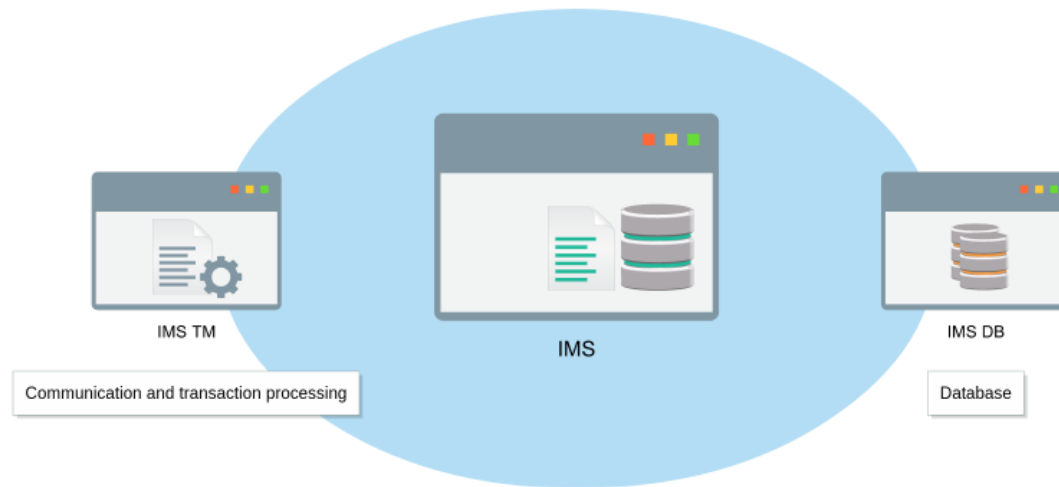 IMS TM
Communication and transaction processing
IMS
IMS DB
Database